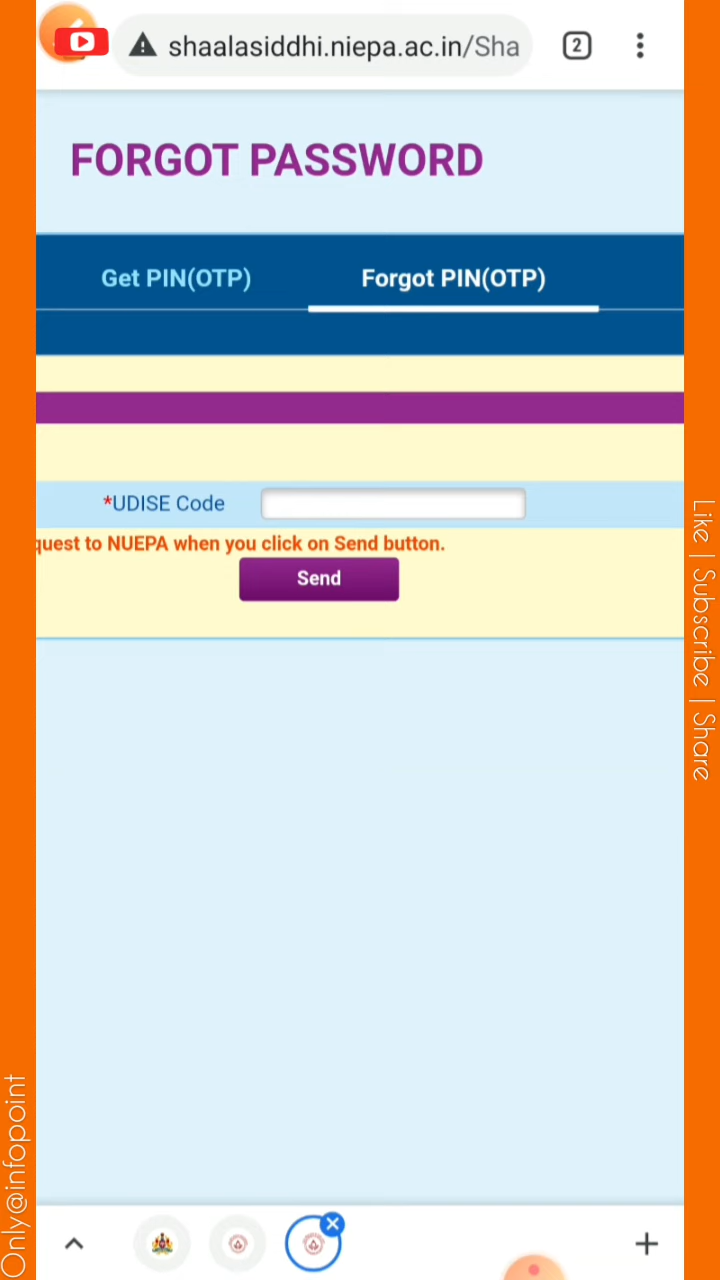 shaalasiddhi.niepa.ac.in/Sha
2
FORGOT PASSWORD
Get PIN(OTP)
Forgot PIN(OTP)
*UDISE Code
quest to NUEPA when you click on Send button.
Send
Like | Subscribe | Share
Only@infopoint